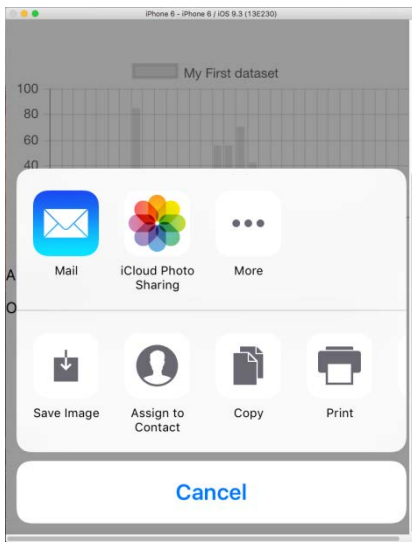 iPhone 6 - iPhone 6 / iOS 9.3 (13E230)
My First dataset
100
80
60
40
Mail
iCloud Photo
Sharing
More
A
O
Save Image
Assign to
Contact
Copy
Print
Cancel